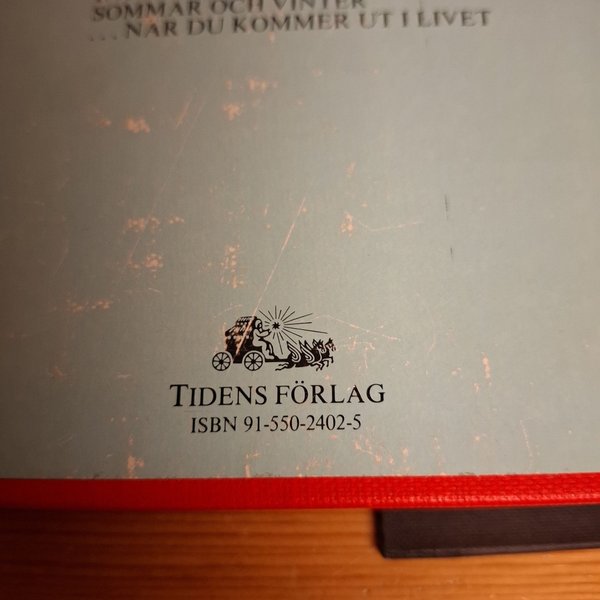 SOMMAR OCH VINTER
... NÄR DU KOMMER UT I LIVET
TIDENS FÖRLAG
ISBN 91-550-2402-5